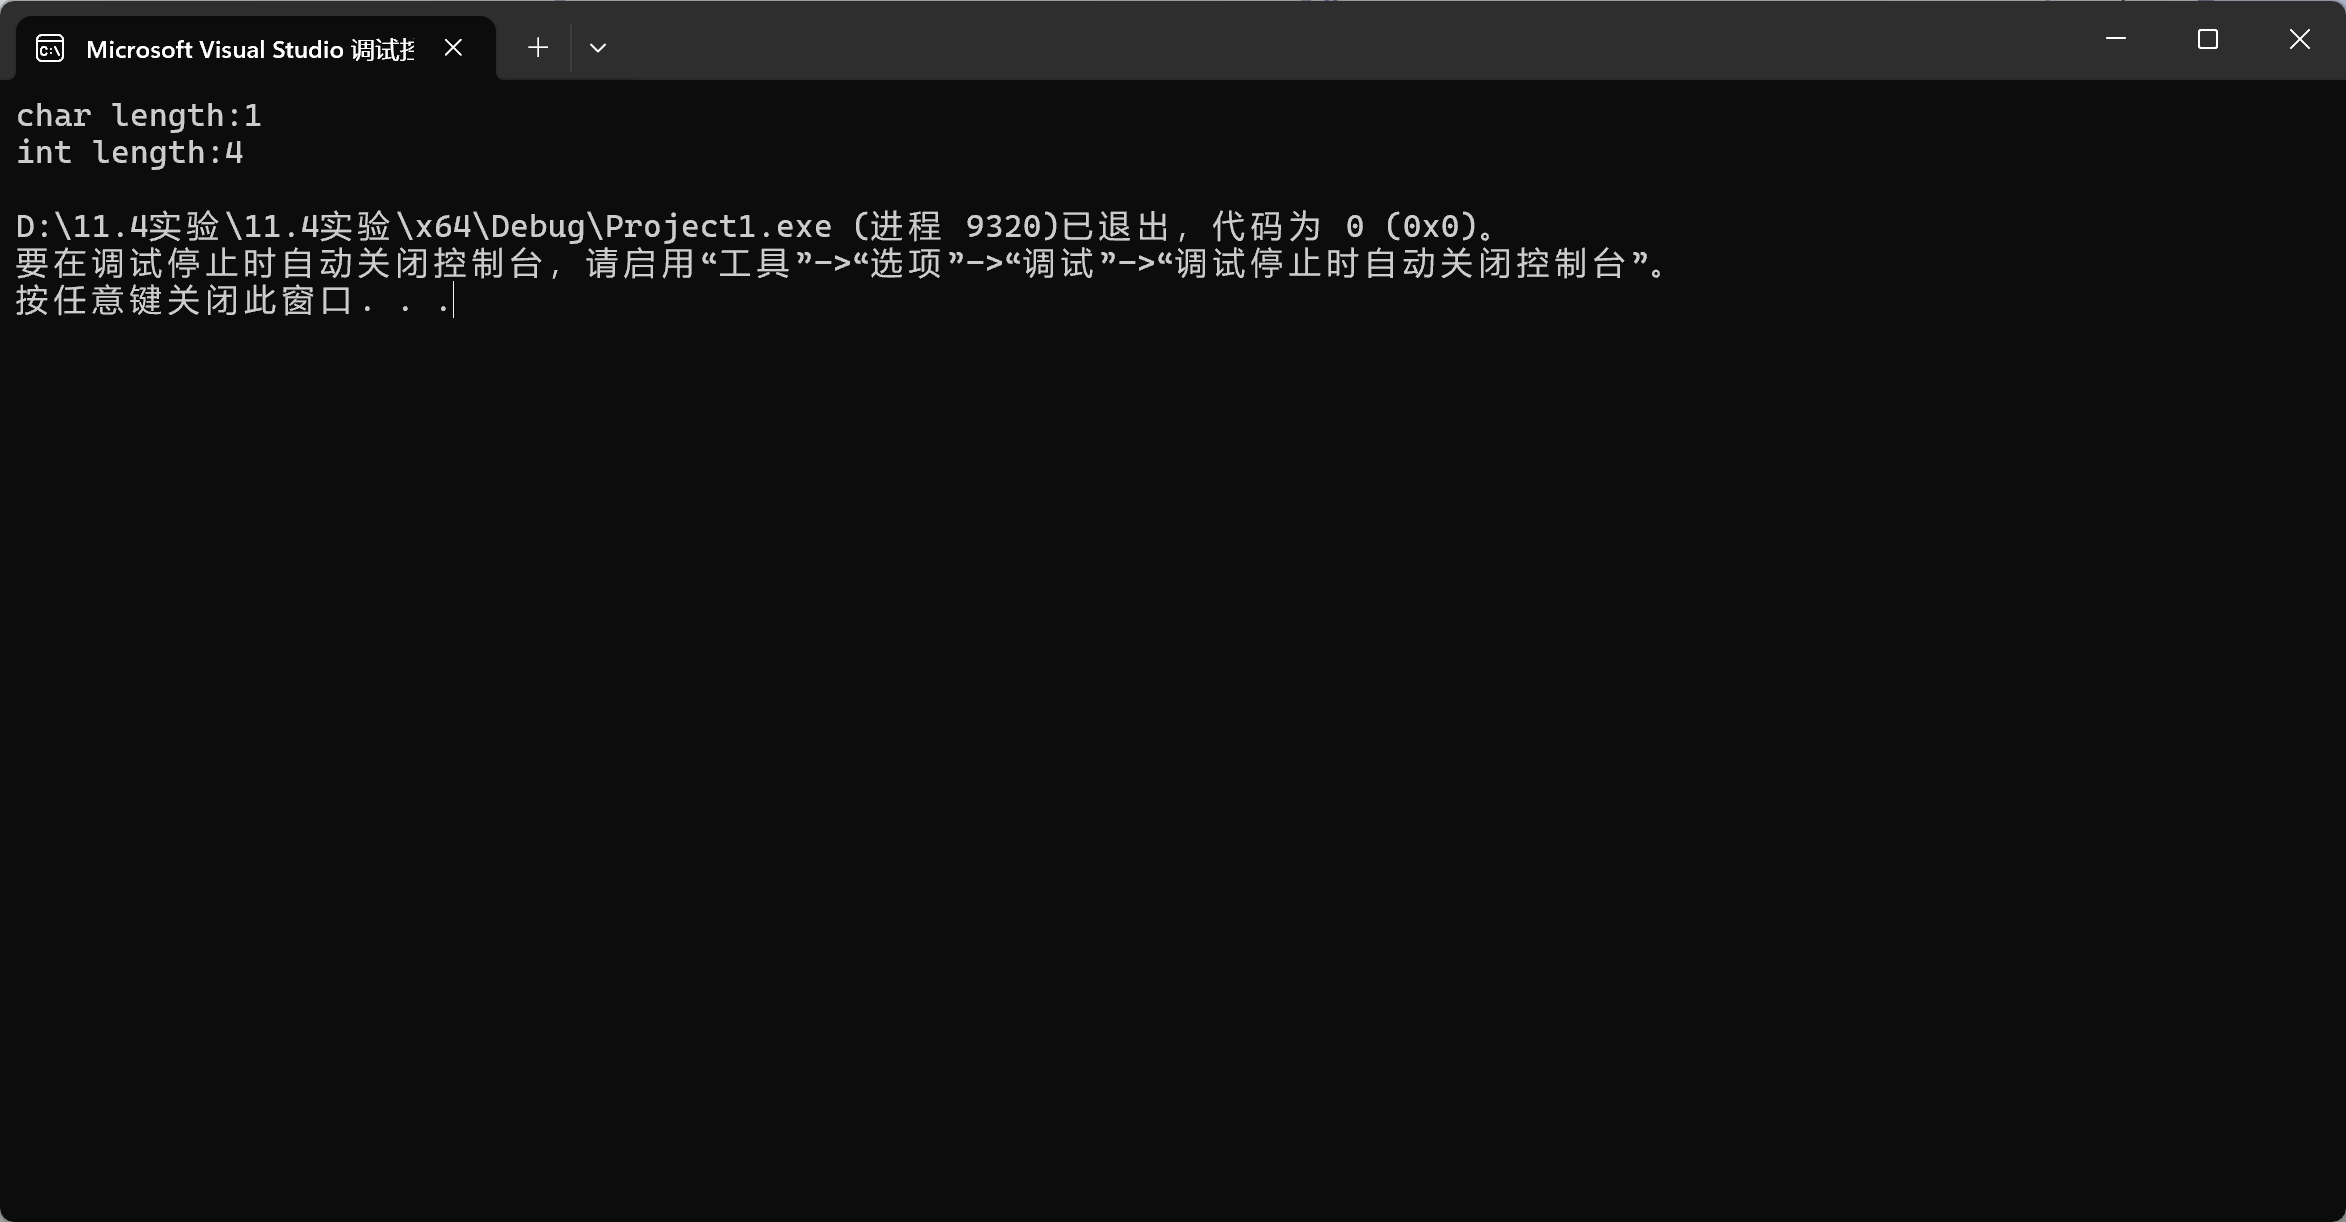 Microsoft Visual Studio 调试
char length:1
int length:4
D:\11.4实验\11.4实验\x64\Debug\Project1.exe (进程 9320)已退出，代码为 0 (0x0)。
要在调试停止时自动关闭控制台，请启用“工具”->“选项”->“调试”->“调试停止时自动关闭控制台”。
按任意键关闭此窗口. . .